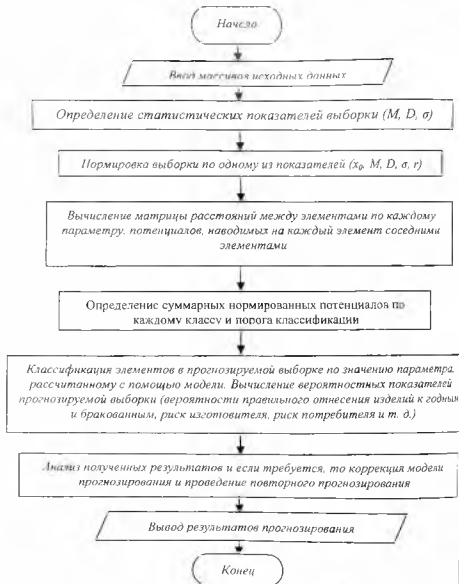 Начало
Ввод массивов исходных данных
Определение статистических показателей выборки (M, D, σ)
Нормировка выборки по одному из показателей (x₀, M, D, σ, r)
Вычисление матрицы расстояний между элементами по каждому
параметру, потенциалов, наводимых на каждый элемент соседними
элементами
Определение суммарных нормированных потенциалов по
каждому классу и порога классификации
Классификация элементов в прогнозируемой выборке по значению параметра,
рассчитанному с помощью модели. Вычисление вероятностных показателей
прогнозируемой выборки (вероятности правильного отнесения изделий к годным
и бракованным, риск изготовителя, риск потребителя и т. д.)
Анализ полученных результатов и если требуется, то коррекция модели
прогнозирования и проведение повторного прогнозирования
Вывод результатов прогнозирования
Конец